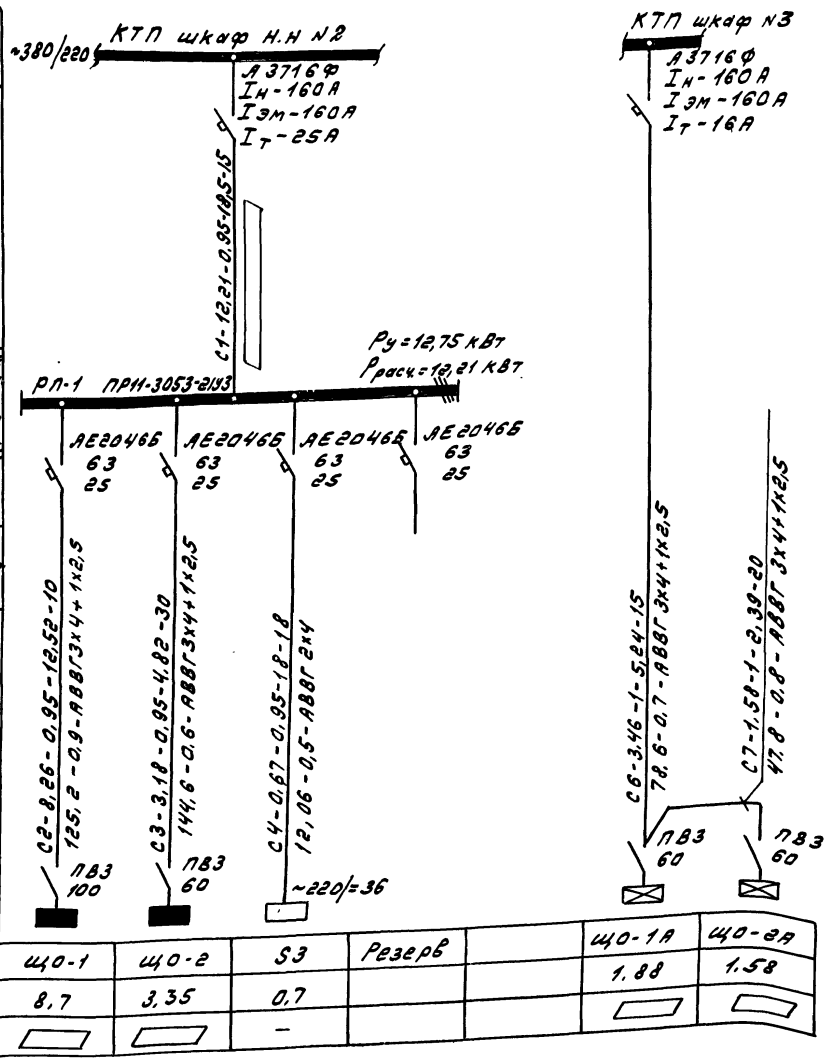 КТП шкаф Н.Н №2
~380/220
А3716Ф
Iн-160А
Iэм-160А
Iт-25А
КТП шкаф №3
А3716Ф
Iн-160А
Iэм-160А
Iт-16А
С1-12,21-0,95-18,5-15
Ру=12,75 кВт
Ррасч.=12,21 кВт
РП-1 ПР11-3053-21У3
АЕ2046Б
63
25
АЕ2046Б
63
25
АЕ2046Б
63
25
АЕ2046Б
63
25
С2-8,26-0,95-12,52-10
125,2-0,9-АВВГ3х4+1х2,5
С3-3,18-0,95-4,82-30
144,6-0,6-АВВГ3х4+1х2,5
С4-0,67-0,95-1,8-18
12,06-0,5-АВВГ 2х4
С6-3,46-1-5,24-15
78,6-0,7-АВВГ 3х4+1х2,5
С7-1,58-1-2,39-20
47,8-0,8-АВВГ 3х4+1х2,5
ПВ3
100
ПВ3
60
~220/=36
ПВ3
60
ПВ3
60
ЩО-1 ЩО-2 S3 Резерв ЩО-1А ЩО-2А
8,7 3,35 0,7 1,88 1,58
–